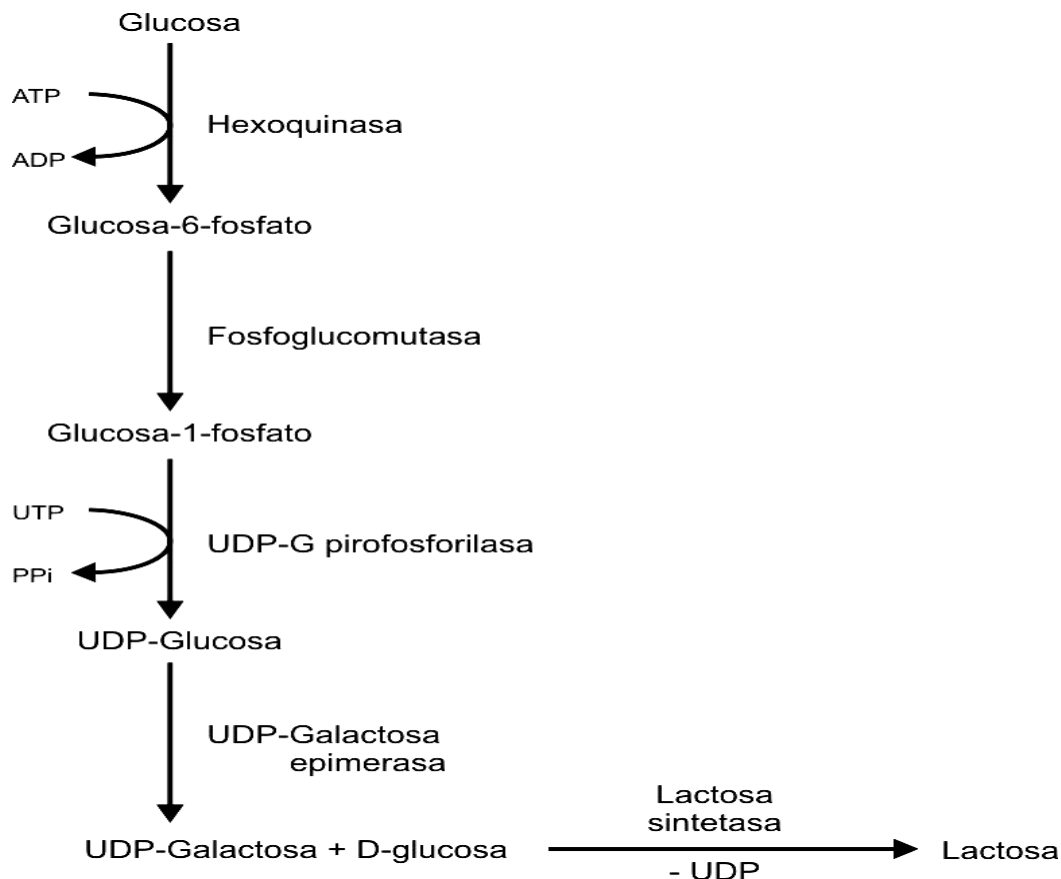 Glucosa
ATP
Hexoquinasa
ADP
Glucosa-6-fosfato
Fosfoglucomutasa
Glucosa-1-fosfato
UTP
UDP-G pirofosforilasa
PPi
UDP-Glucosa
UDP-Galactosa
epimerasa
Lactosa
sintetasa
UDP-Galactosa + D-glucosa
Lactosa
- UDP